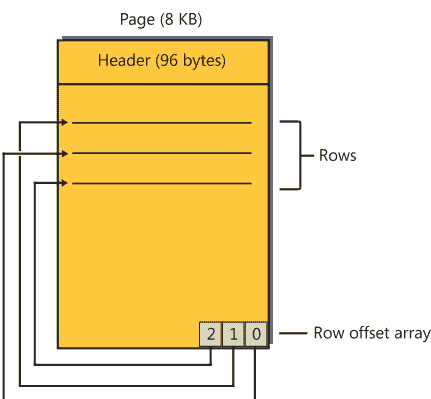 Page (8 KB)
Header (96 bytes)
Rows
2 1 0
Row offset array